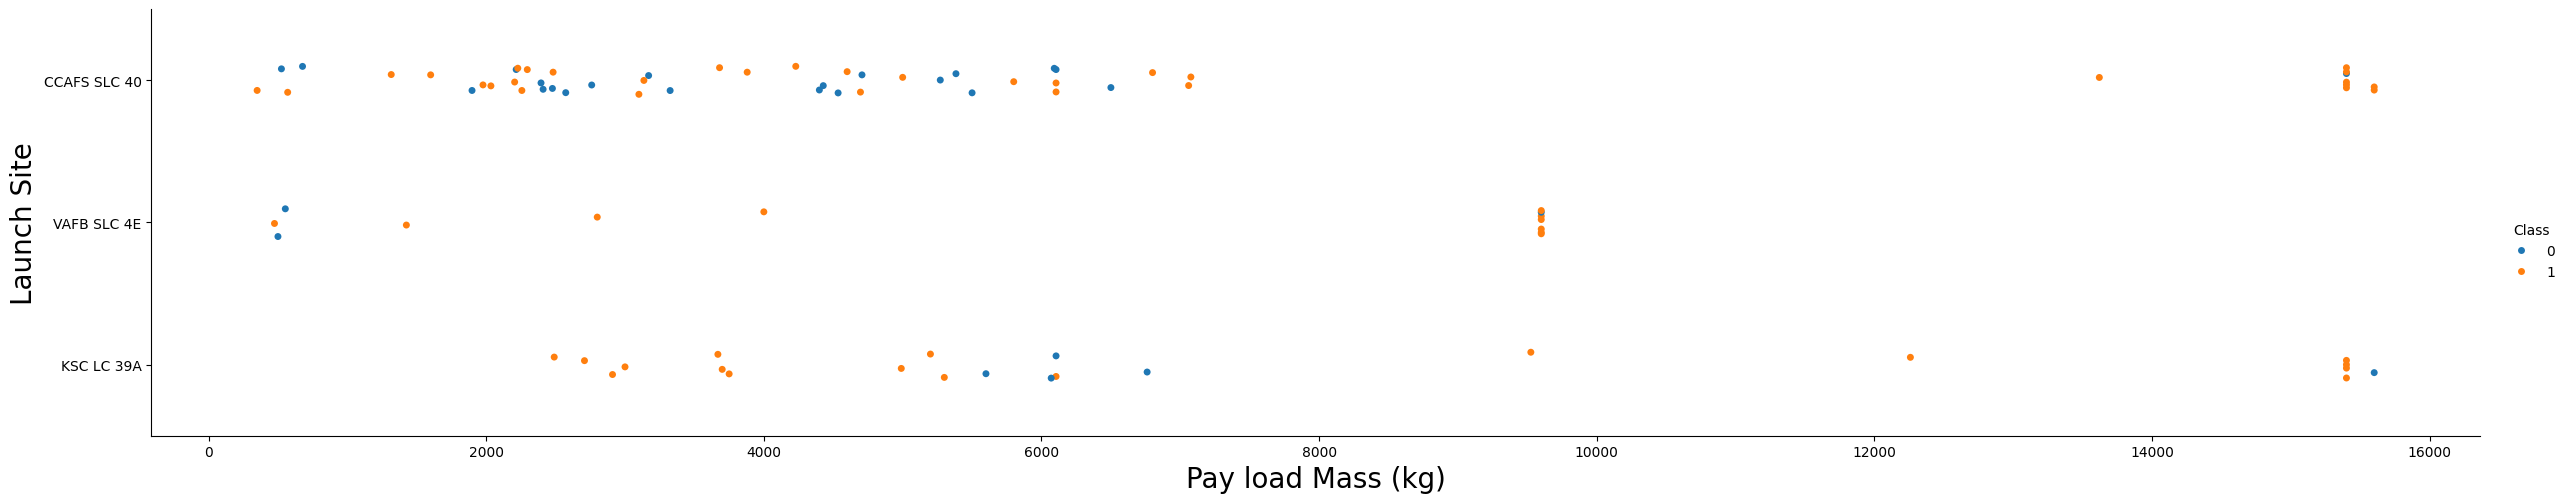 Launch Site
CCAFS SLC 40
VAFB SLC 4E
KSC LC 39A
0 2000 4000 6000 8000 10000 12000 14000 16000
Pay load Mass (kg)
Class
0
1